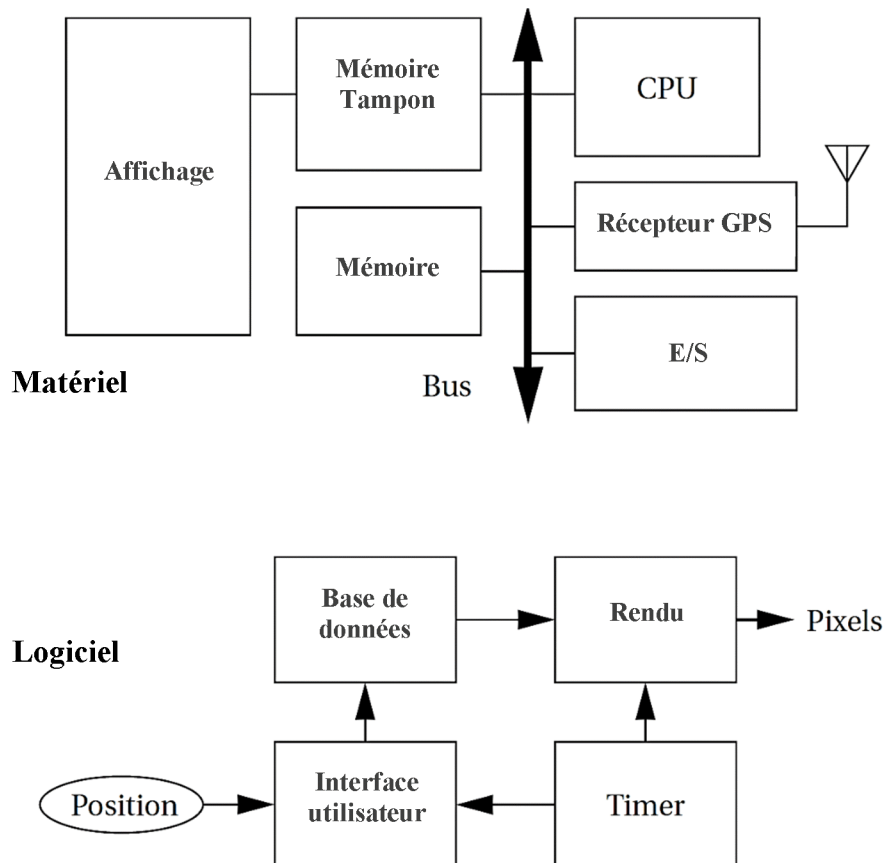 Mémoire
Tampon
CPU
Affichage
Récepteur GPS
Mémoire
E/S
Matériel
Bus
Base de
données
Rendu
Pixels
Logiciel
Interface
utilisateur
Position
Timer